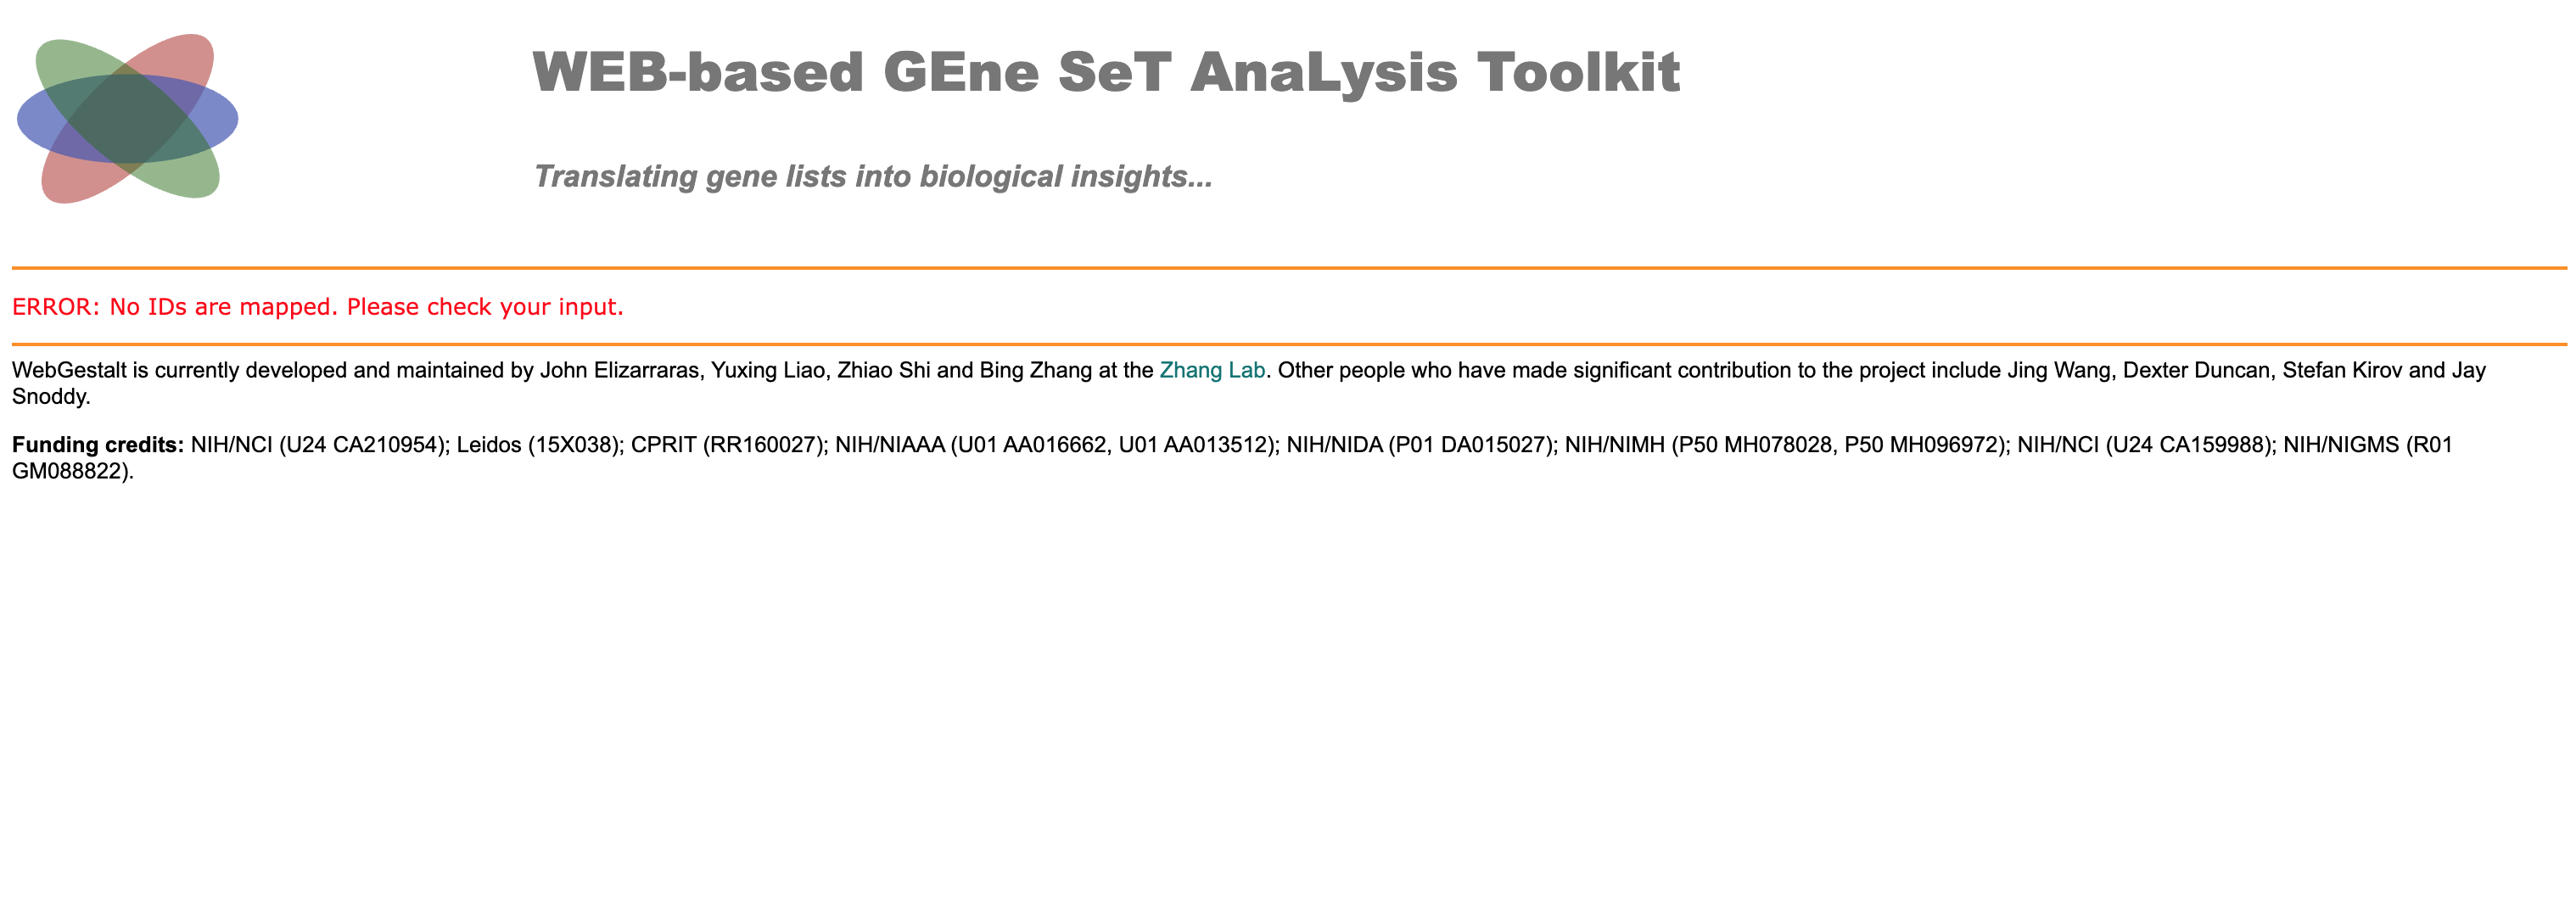 WEB-based GEne SeT AnaLysis Toolkit
Translating gene lists into biological insights...
ERROR: No IDs are mapped. Please check your input.
WebGestalt is currently developed and maintained by John Elizarraras, Yuxing Liao, Zhiao Shi and Bing Zhang at the Zhang Lab. Other people who have made significant contribution to the project include Jing Wang, Dexter Duncan, Stefan Kirov and Jay
Snoddy.
Funding credits: NIH/NCI (U24 CA210954); Leidos (15X038); CPRIT (RR160027); NIH/NIAAA (U01 AA016662, U01 AA013512); NIH/NIDA (P01 DA015027); NIH/NIMH (P50 MH078028, P50 MH096972); NIH/NCI (U24 CA159988); NIH/NIGMS (R01
GM088822).